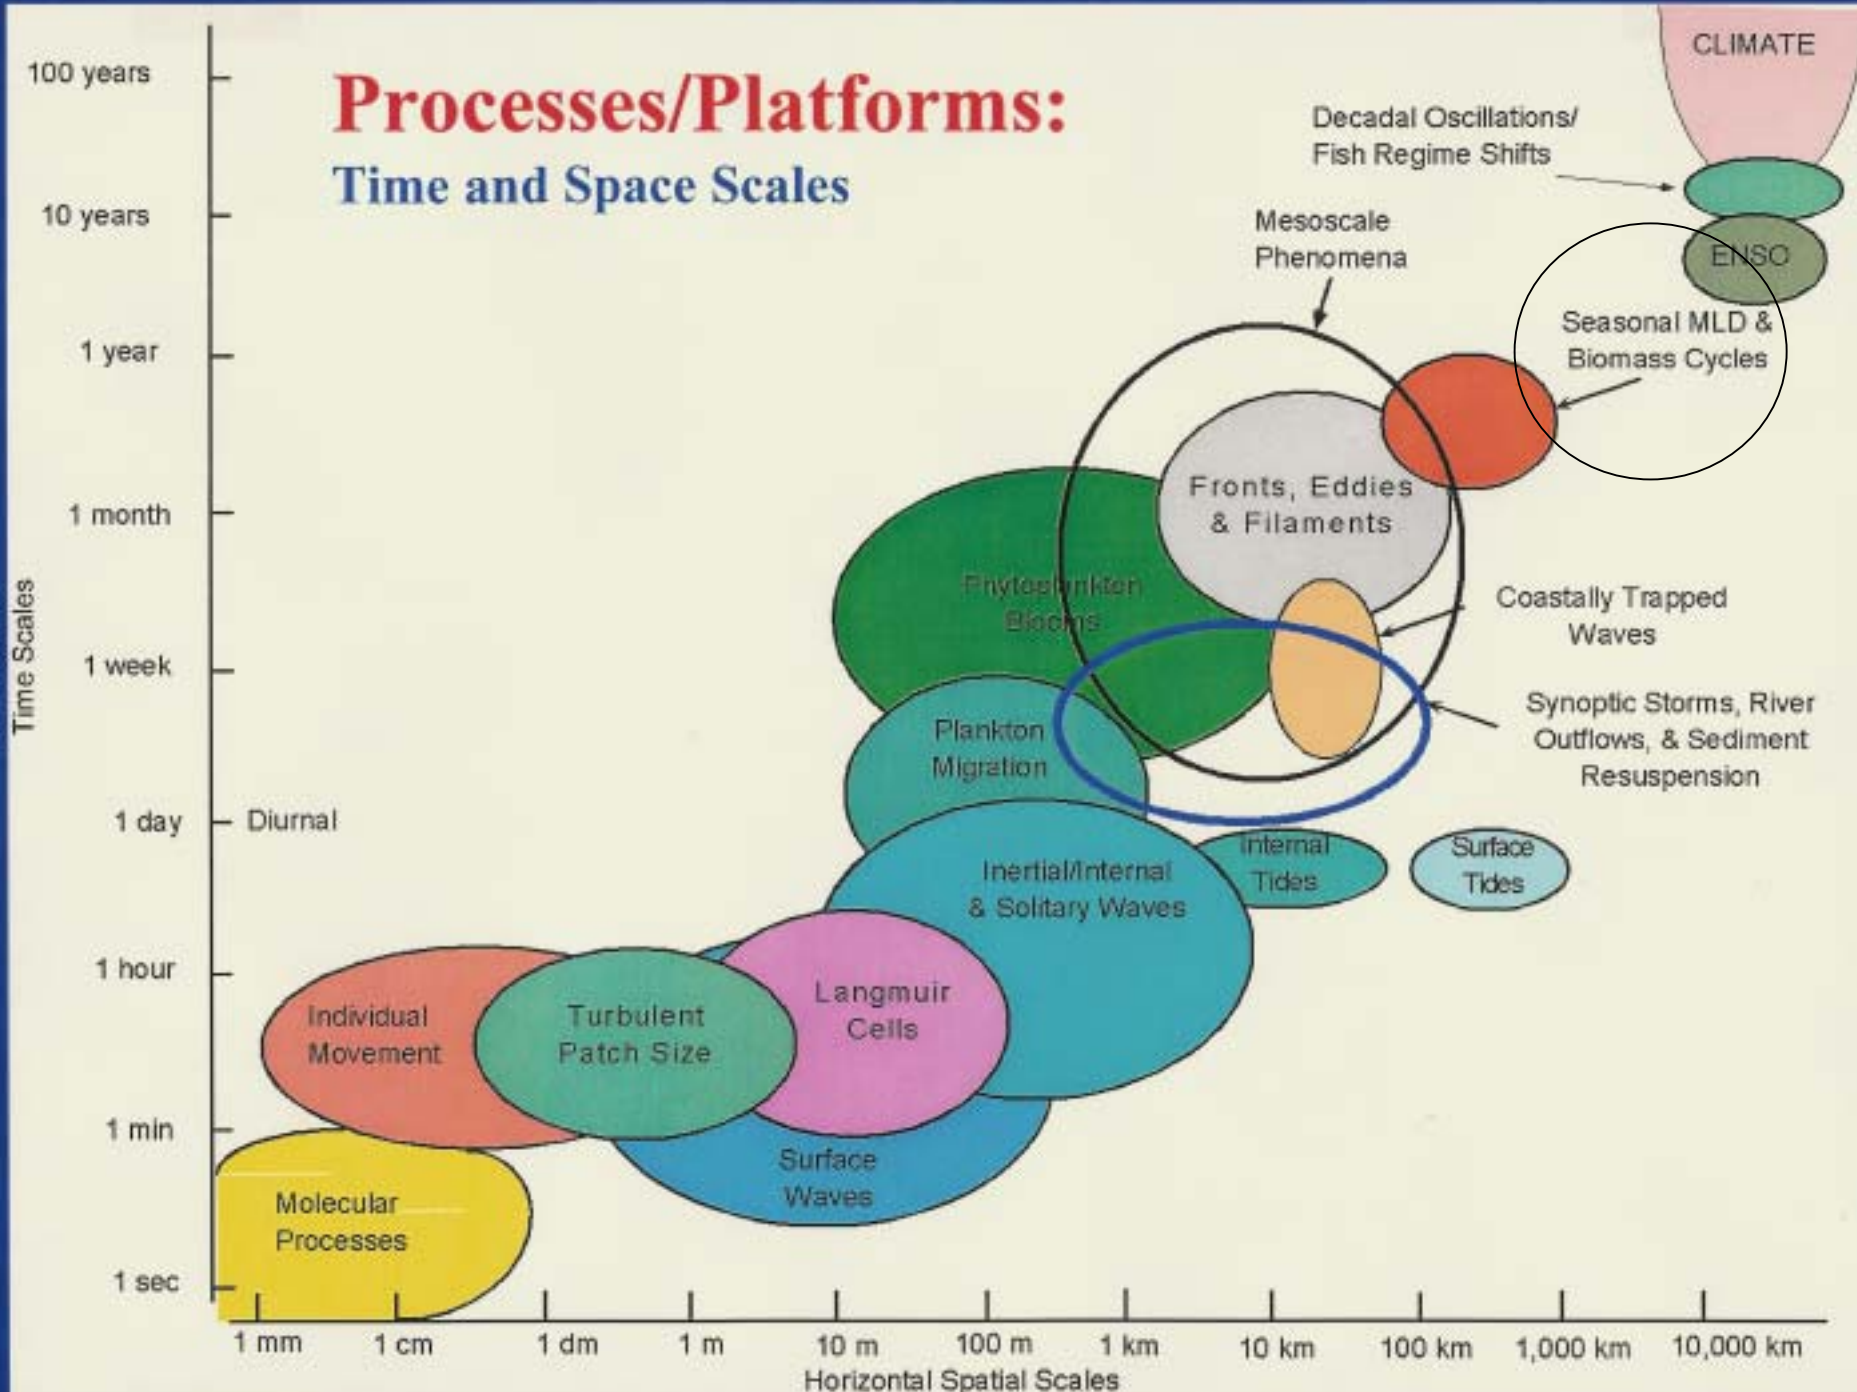 Processes/Platforms:
Time and Space Scales
CLIMATE
Decadal Oscillations/
Fish Regime Shifts
ENSO
Mesoscale
Phenomena
Seasonal MLD &
Biomass Cycles
Fronts, Eddies
& Filaments
Phytoplankton
Blooms
Coastally Trapped
Waves
Synoptic Storms, River
Outflows, & Sediment
Resuspension
Plankton
Migration
Diurnal
Internal
Tides
Surface
Tides
Inertial/Internal
& Solitary Waves
Langmuir
Cells
Individual
Movement
Turbulent
Patch Size
Surface
Waves
Molecular
Processes
Time Scales
100 years
10 years
1 year
1 month
1 week
1 day
1 hour
1 min
1 sec
1 mm
1 cm
1 dm
1 m
10 m
100 m
1 km
10 km
100 km
1,000 km
10,000 km
Horizontal Spatial Scales